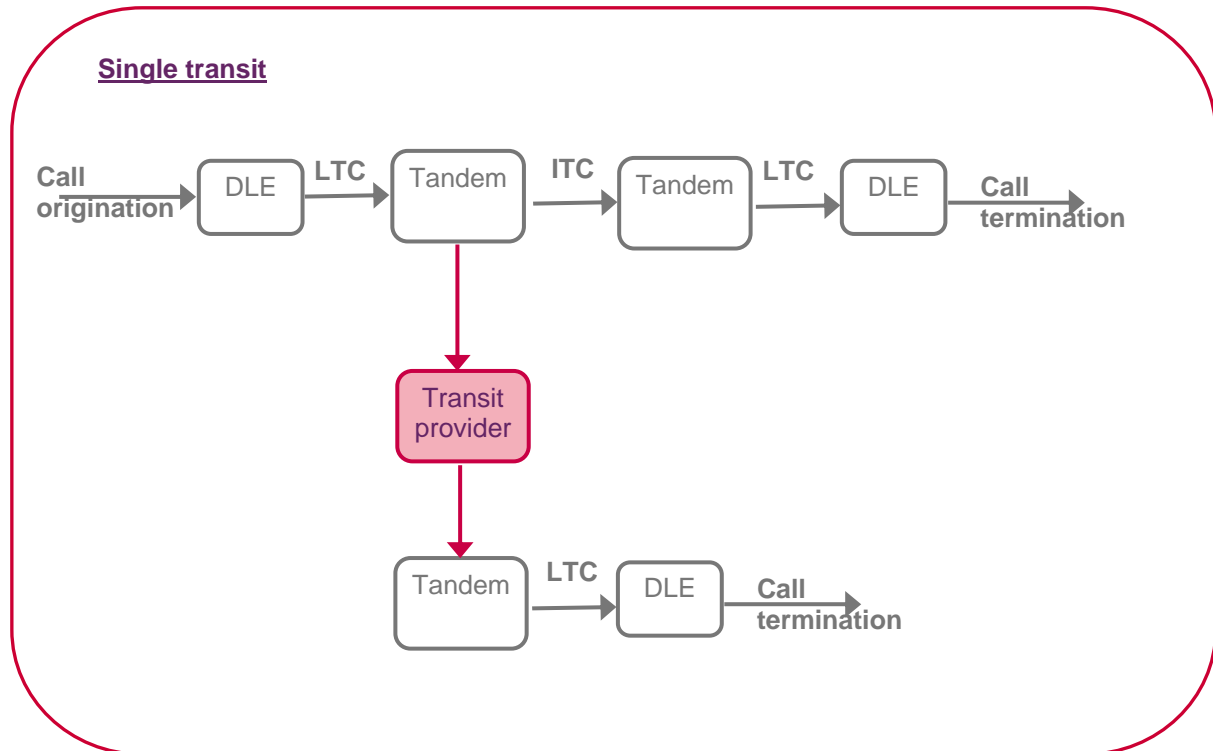 Single transit
Call
origination
DLE
LTC
Tandem
ITC
Tandem
LTC
DLE
Call
termination
Transit
provider
Tandem
LTC
DLE
Call
termination